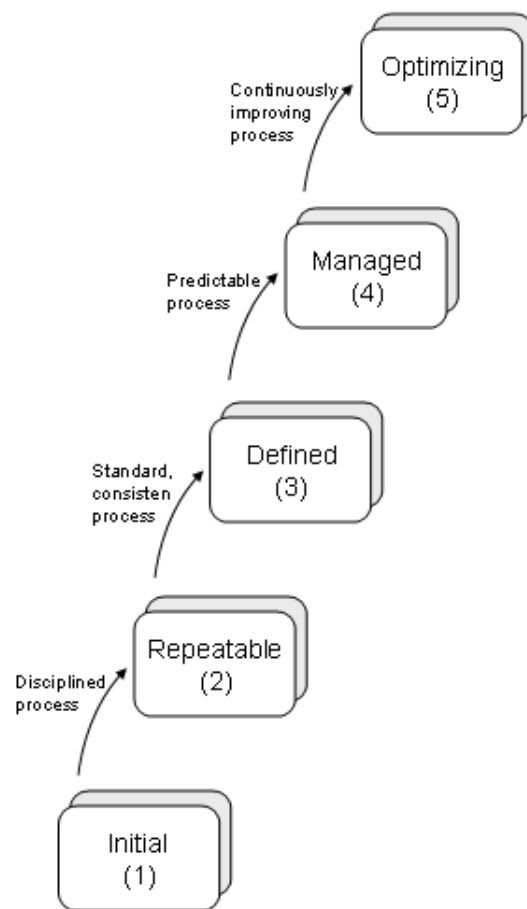 Optimizing
(5)
Continuously
improving
process
Managed
(4)
Predictable
process
Defined
(3)
Standard,
consisten
process
Repeatable
(2)
Disciplined
process
Initial
(1)